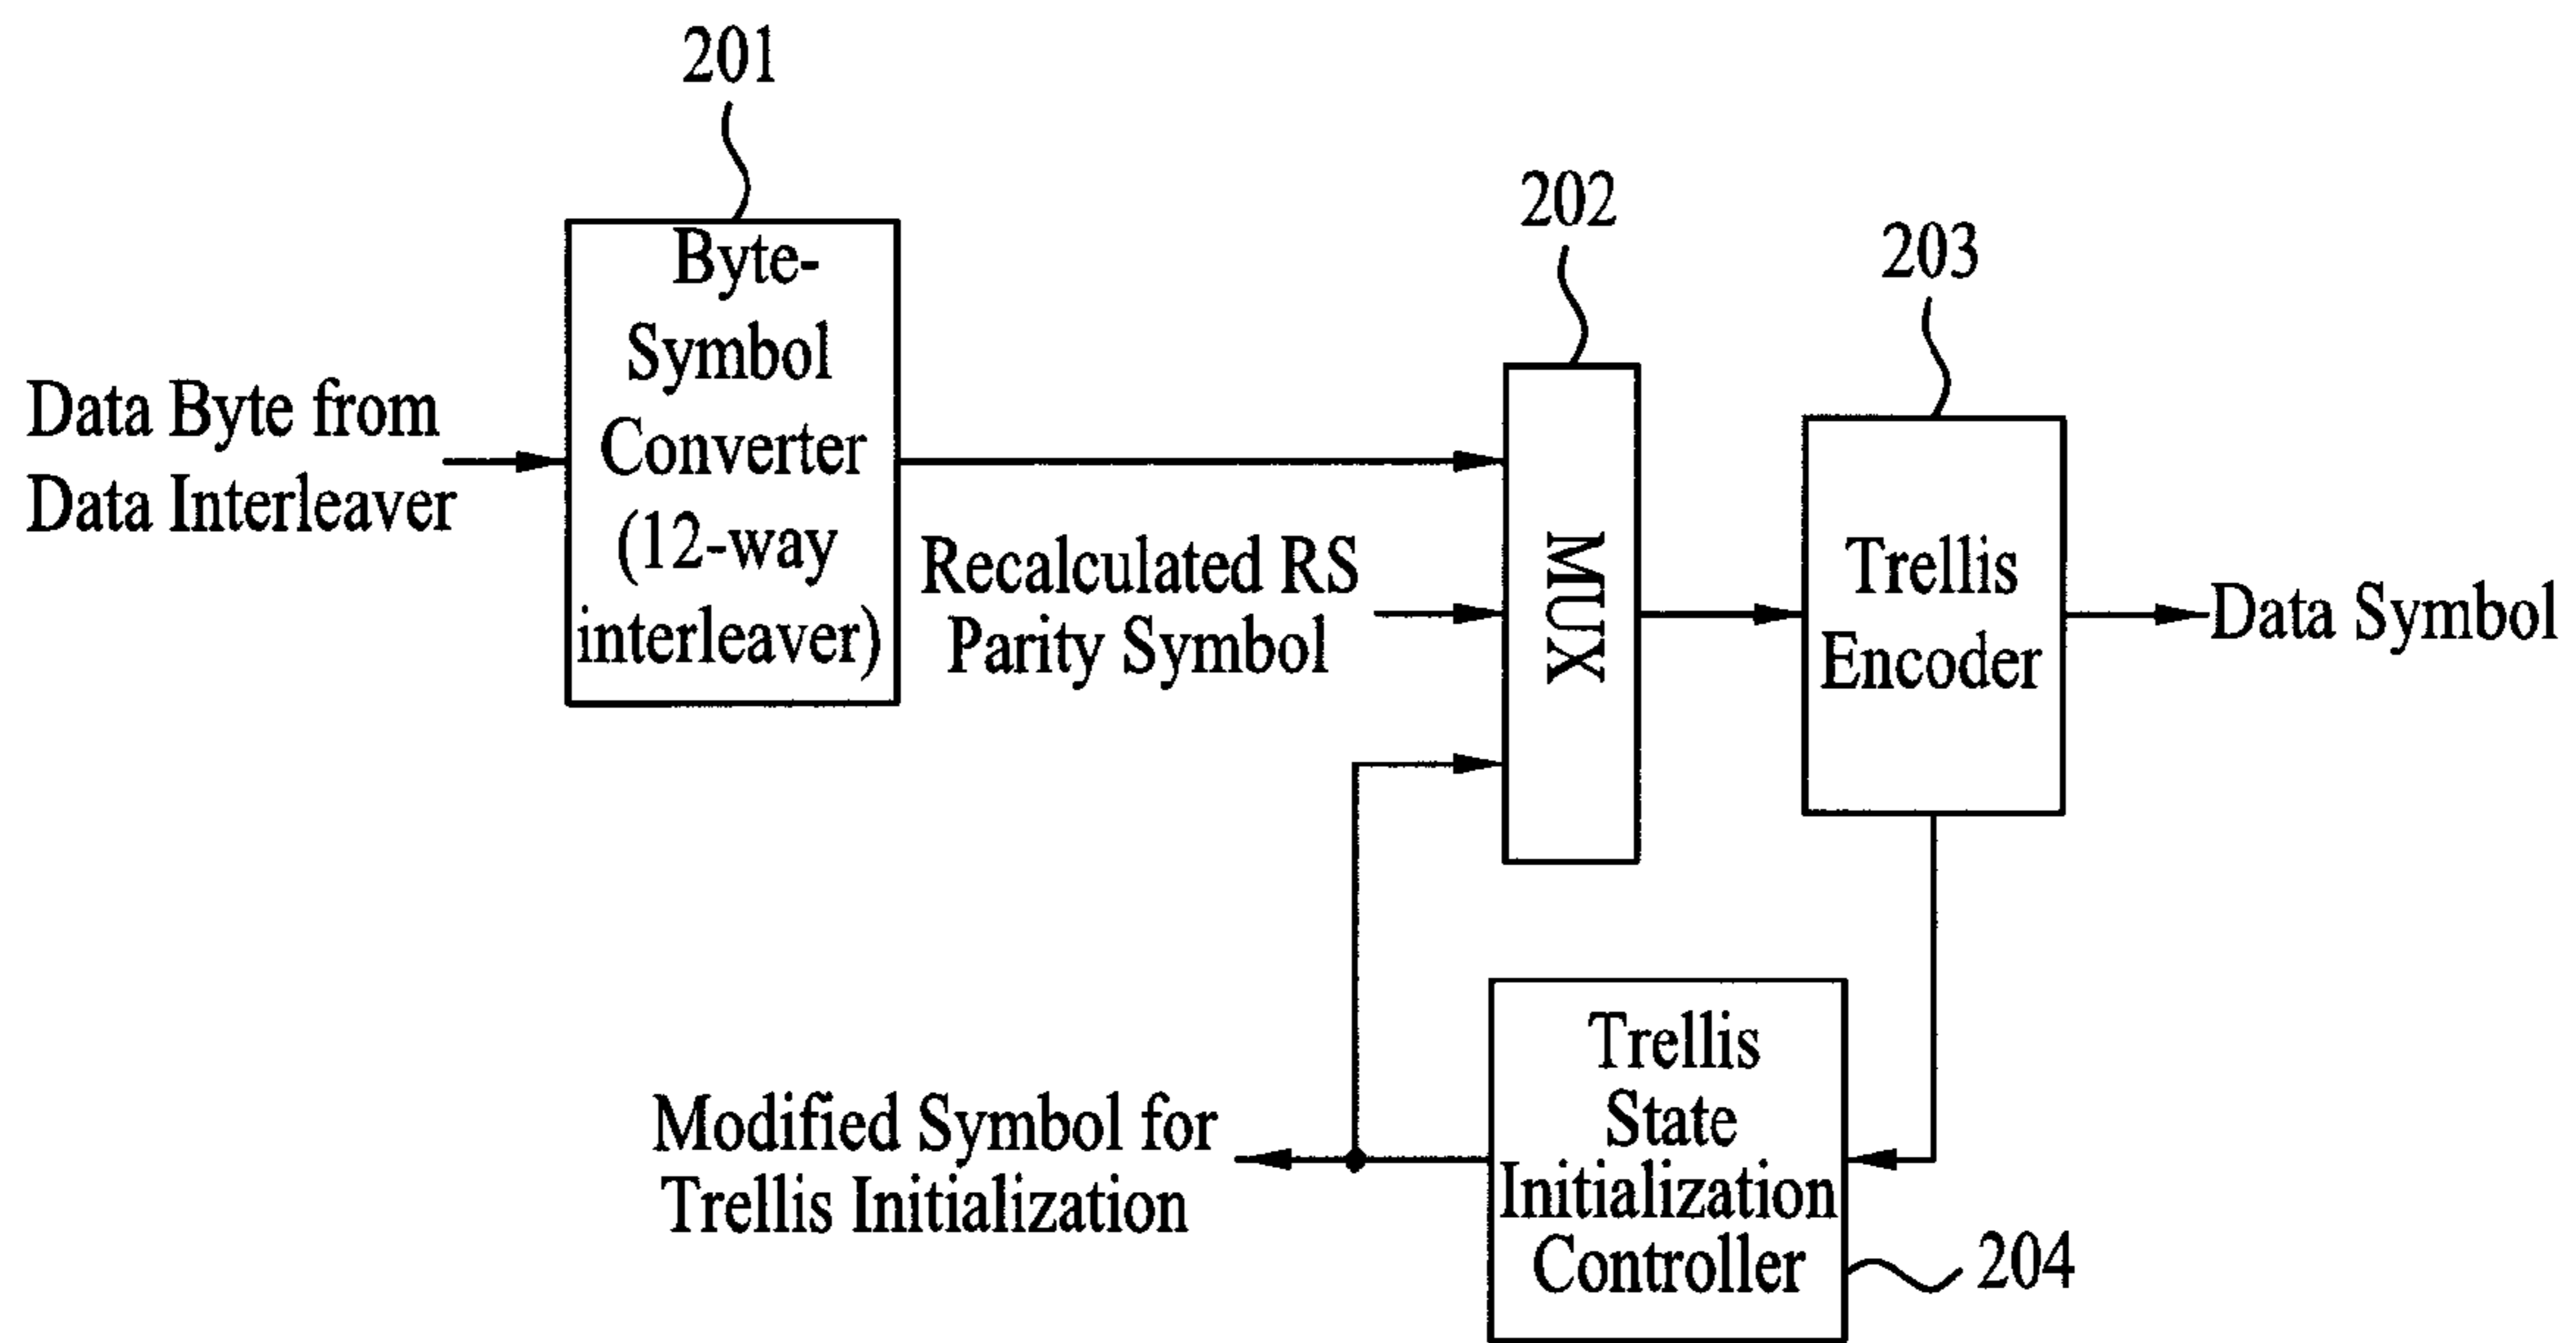 201
Byte-
Symbol
Converter
(12-way
interleaver)
Data Byte from
Data Interleaver
202
MUX
Recalculated RS
Parity Symbol
203
Trellis
Encoder
Data Symbol
Trellis
State
Initialization
Controller
204
Modified Symbol for
Trellis Initialization